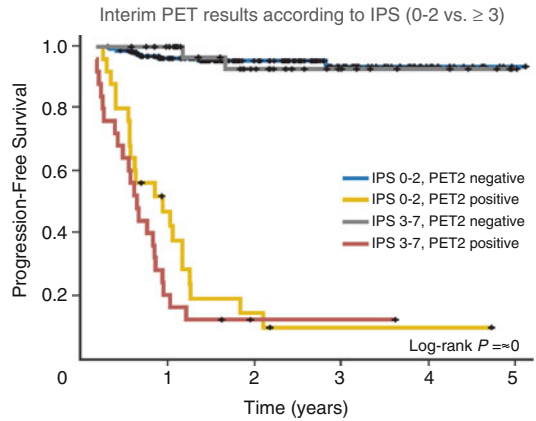 Interim PET results according to IPS (0-2 vs. ≥ 3)
Progression-Free Survival
1.0
0.8
0.6
0.4
0.2
0
IPS 0-2, PET2 negative
IPS 0-2, PET2 positive
IPS 3-7, PET2 negative
IPS 3-7, PET2 positive
Log-rank P =≈0
1 2 3 4 5
Time (years)